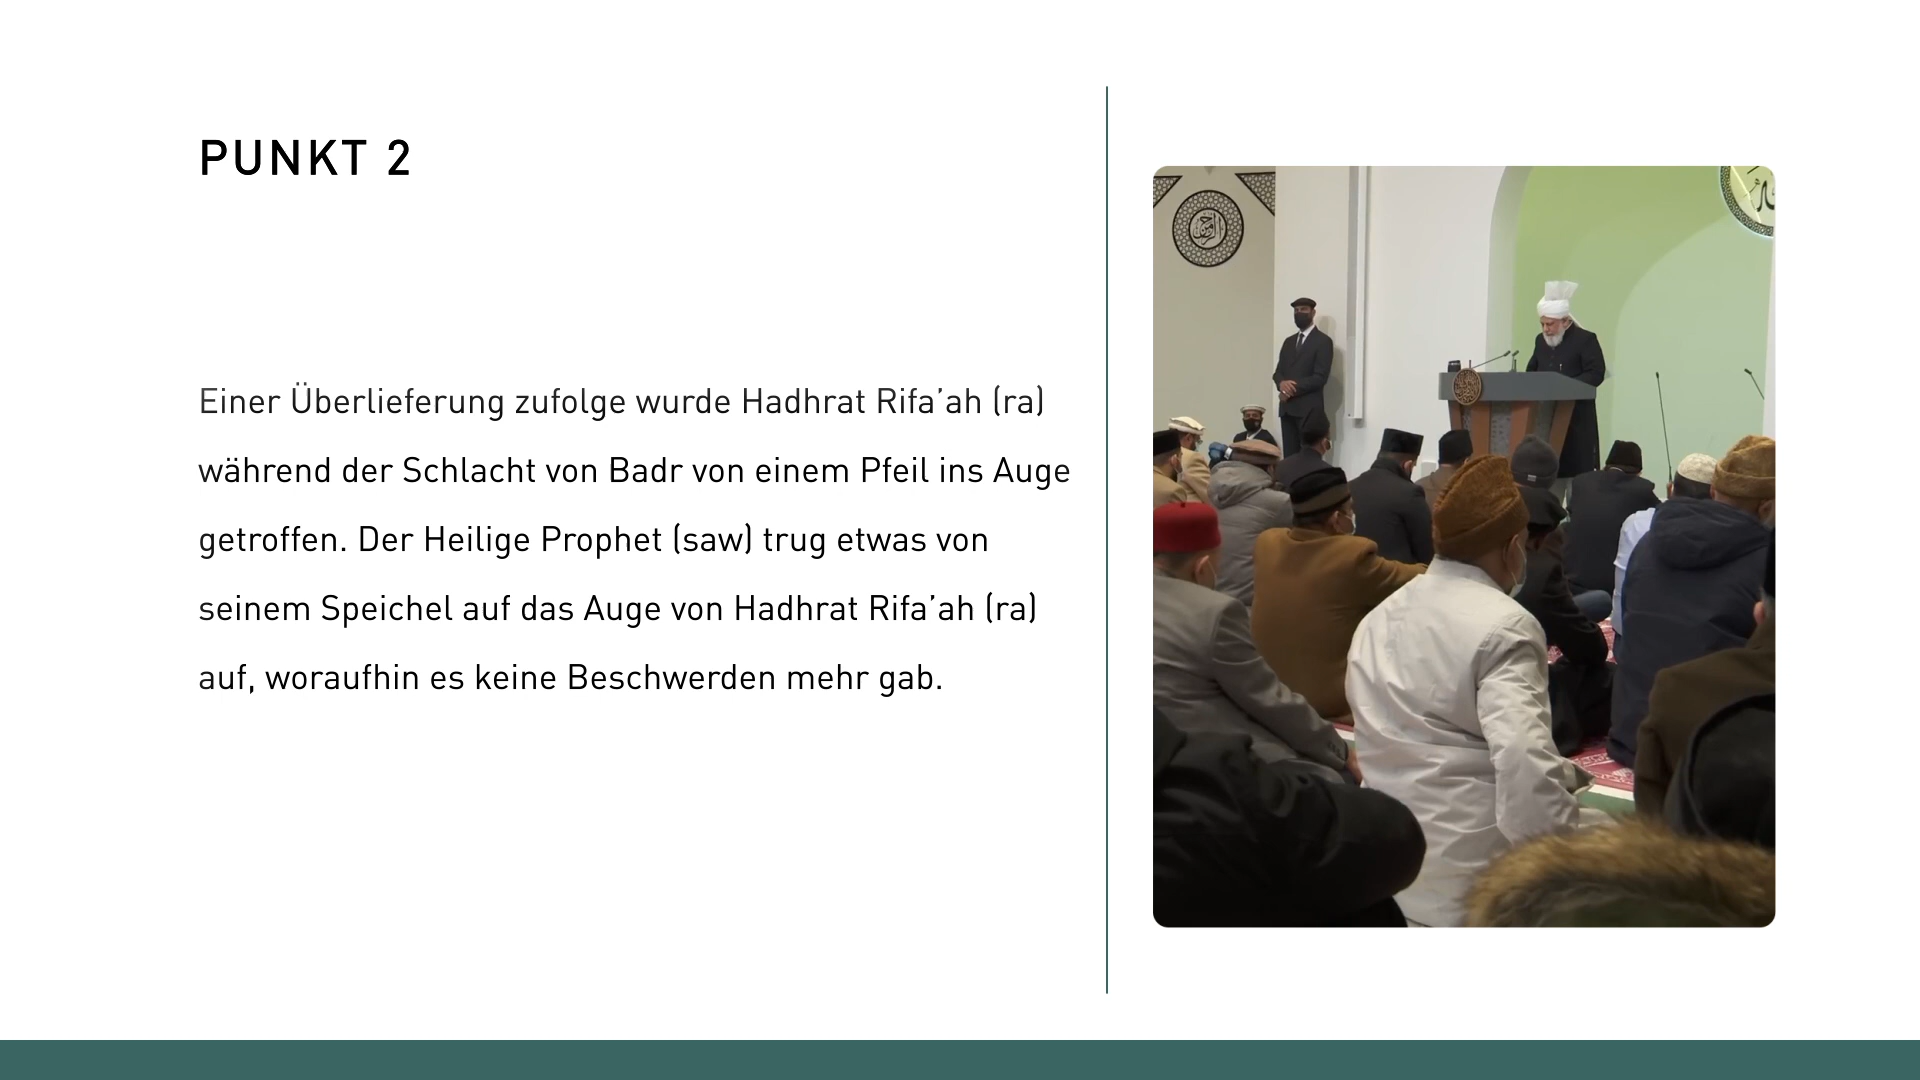 PUNKT 2
Einer Überlieferung zufolge wurde Hadhrat Rifa’ah (ra)
während der Schlacht von Badr von einem Pfeil ins Auge
getroffen. Der Heilige Prophet (saw) trug etwas von
seinem Speichel auf das Auge von Hadhrat Rifa’ah (ra)
auf, woraufhin es keine Beschwerden mehr gab.